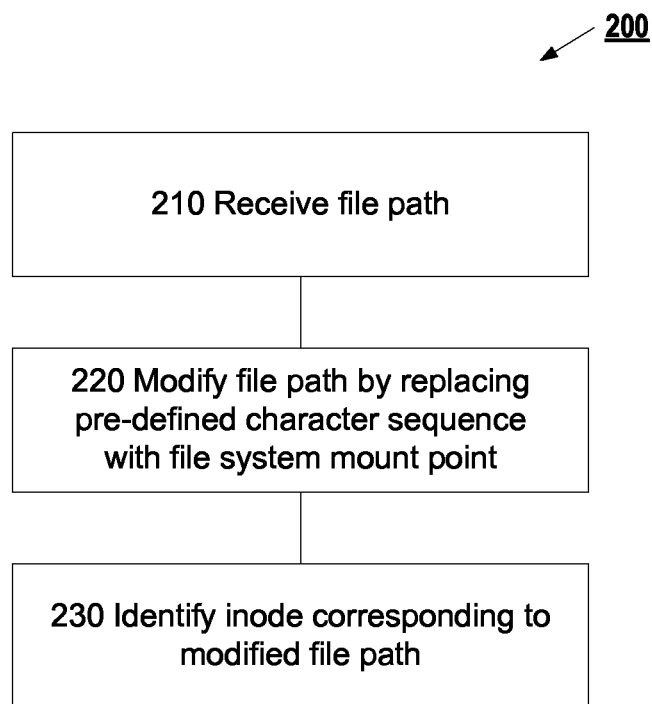 200
210 Receive file path
220 Modify file path by replacing
pre-defined character sequence
with file system mount point
230 Identify inode corresponding to
modified file path